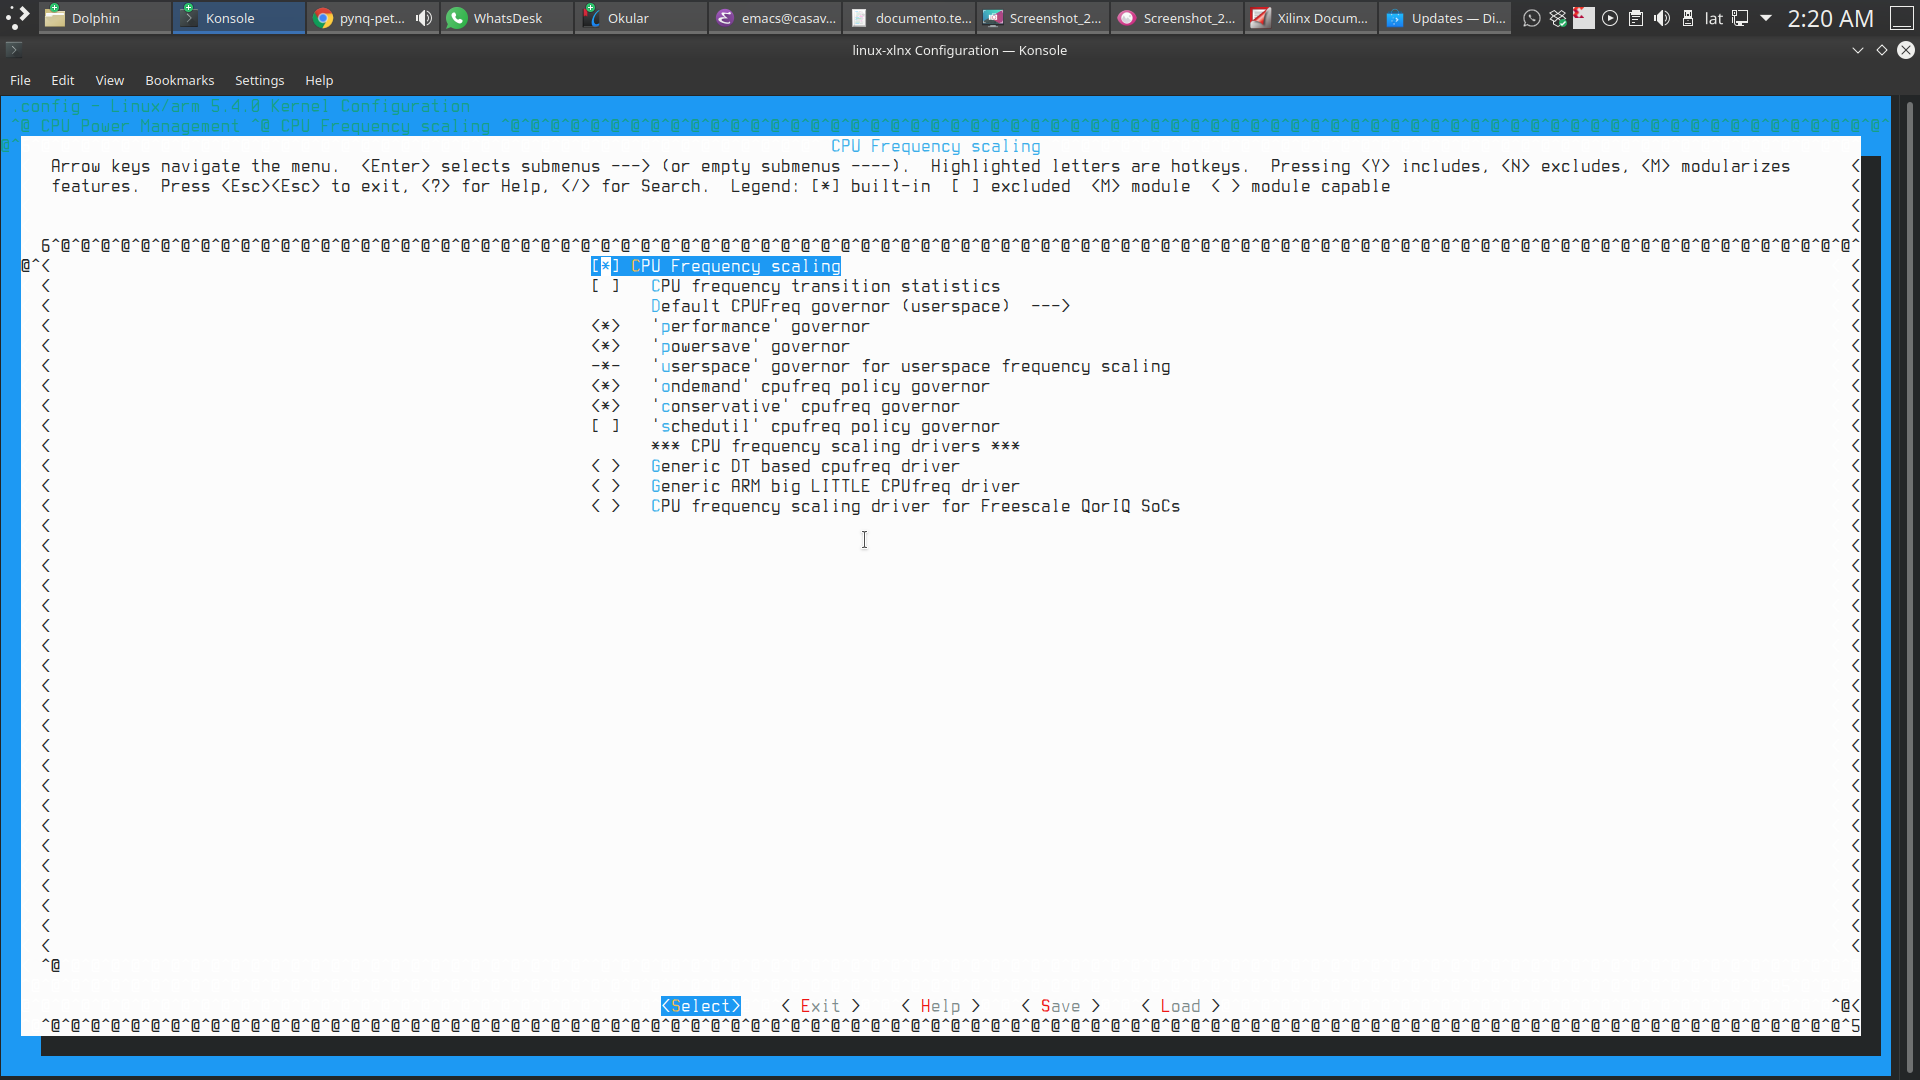 Dolphin Konsole pynq-pet... WhatsDesk Okular emacs@casav... documento.te... Screenshot_2... Screenshot_2... Xilinx Docum... Updates — Di... lat 2:20 AM
linux-xlnx Configuration — Konsole
File Edit View Bookmarks Settings Help
.config - Linux/arm 5.4.0 Kernel Configuration
CPU Power Management ^@ CPU Frequency scaling
CPU Frequency scaling
Arrow keys navigate the menu. <Enter> selects submenus ---> (or empty submenus ----). Highlighted letters are hotkeys. Pressing <Y> includes, <N> excludes, <M> modularizes
features. Press <Esc><Esc> to exit, <?> for Help, </> for Search. Legend: [*] built-in [ ] excluded <M> module < > module capable
[*] CPU Frequency scaling
[ ] CPU frequency transition statistics
Default CPUFreq governor (userspace) --->
<*> 'performance' governor
<*> 'powersave' governor
-*- 'userspace' governor for userspace frequency scaling
<*> 'ondemand' cpufreq policy governor
<*> 'conservative' cpufreq governor
[ ] 'schedutil' cpufreq policy governor
*** CPU frequency scaling drivers ***
< > Generic DT based cpufreq driver
< > Generic ARM big LITTLE CPUfreq driver
< > CPU frequency scaling driver for Freescale QorIQ SoCs
<Select> < Exit > < Help > < Save > < Load >